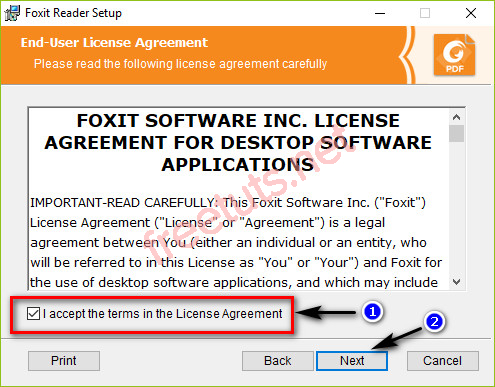 Foxit Reader Setup
End-User License Agreement
Please read the following license agreement carefully
PDF
FOXIT SOFTWARE INC. LICENSE
AGREEMENT FOR DESKTOP SOFTWARE
APPLICATIONS
IMPORTANT-READ CAREFULLY: This Foxit Software Inc. ("Foxit")
License Agreement ("License" or "Agreement") is a legal
agreement between You (either an individual or an entity, who
will be referred to in this License as "You" or "Your") and Foxit for
the use of desktop software applications, and which may include
freetuts.net
I accept the terms in the License Agreement
1
2
Print
Back
Next
Cancel